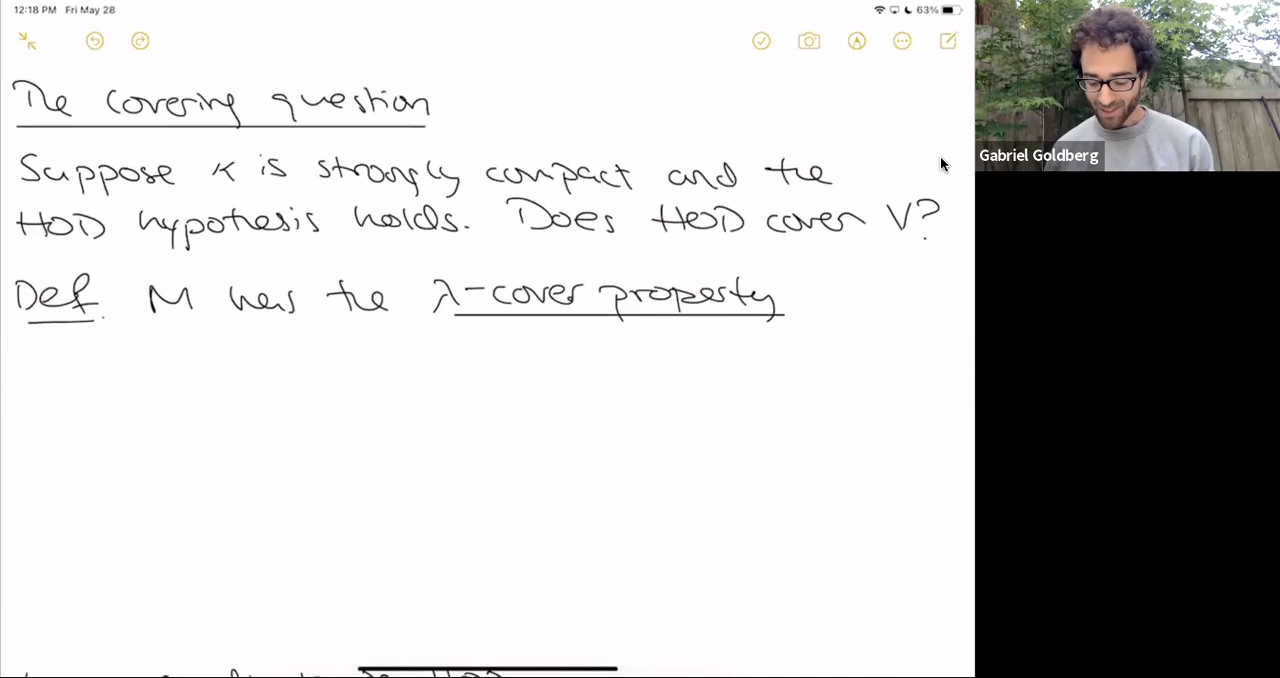 12:18 PM Fri May 28
63%
The covering question
Suppose κ is strongly compact and the
HOD hypothesis holds. Does HOD cover V?
Def. M has the λ-cover property
Gabriel Goldberg